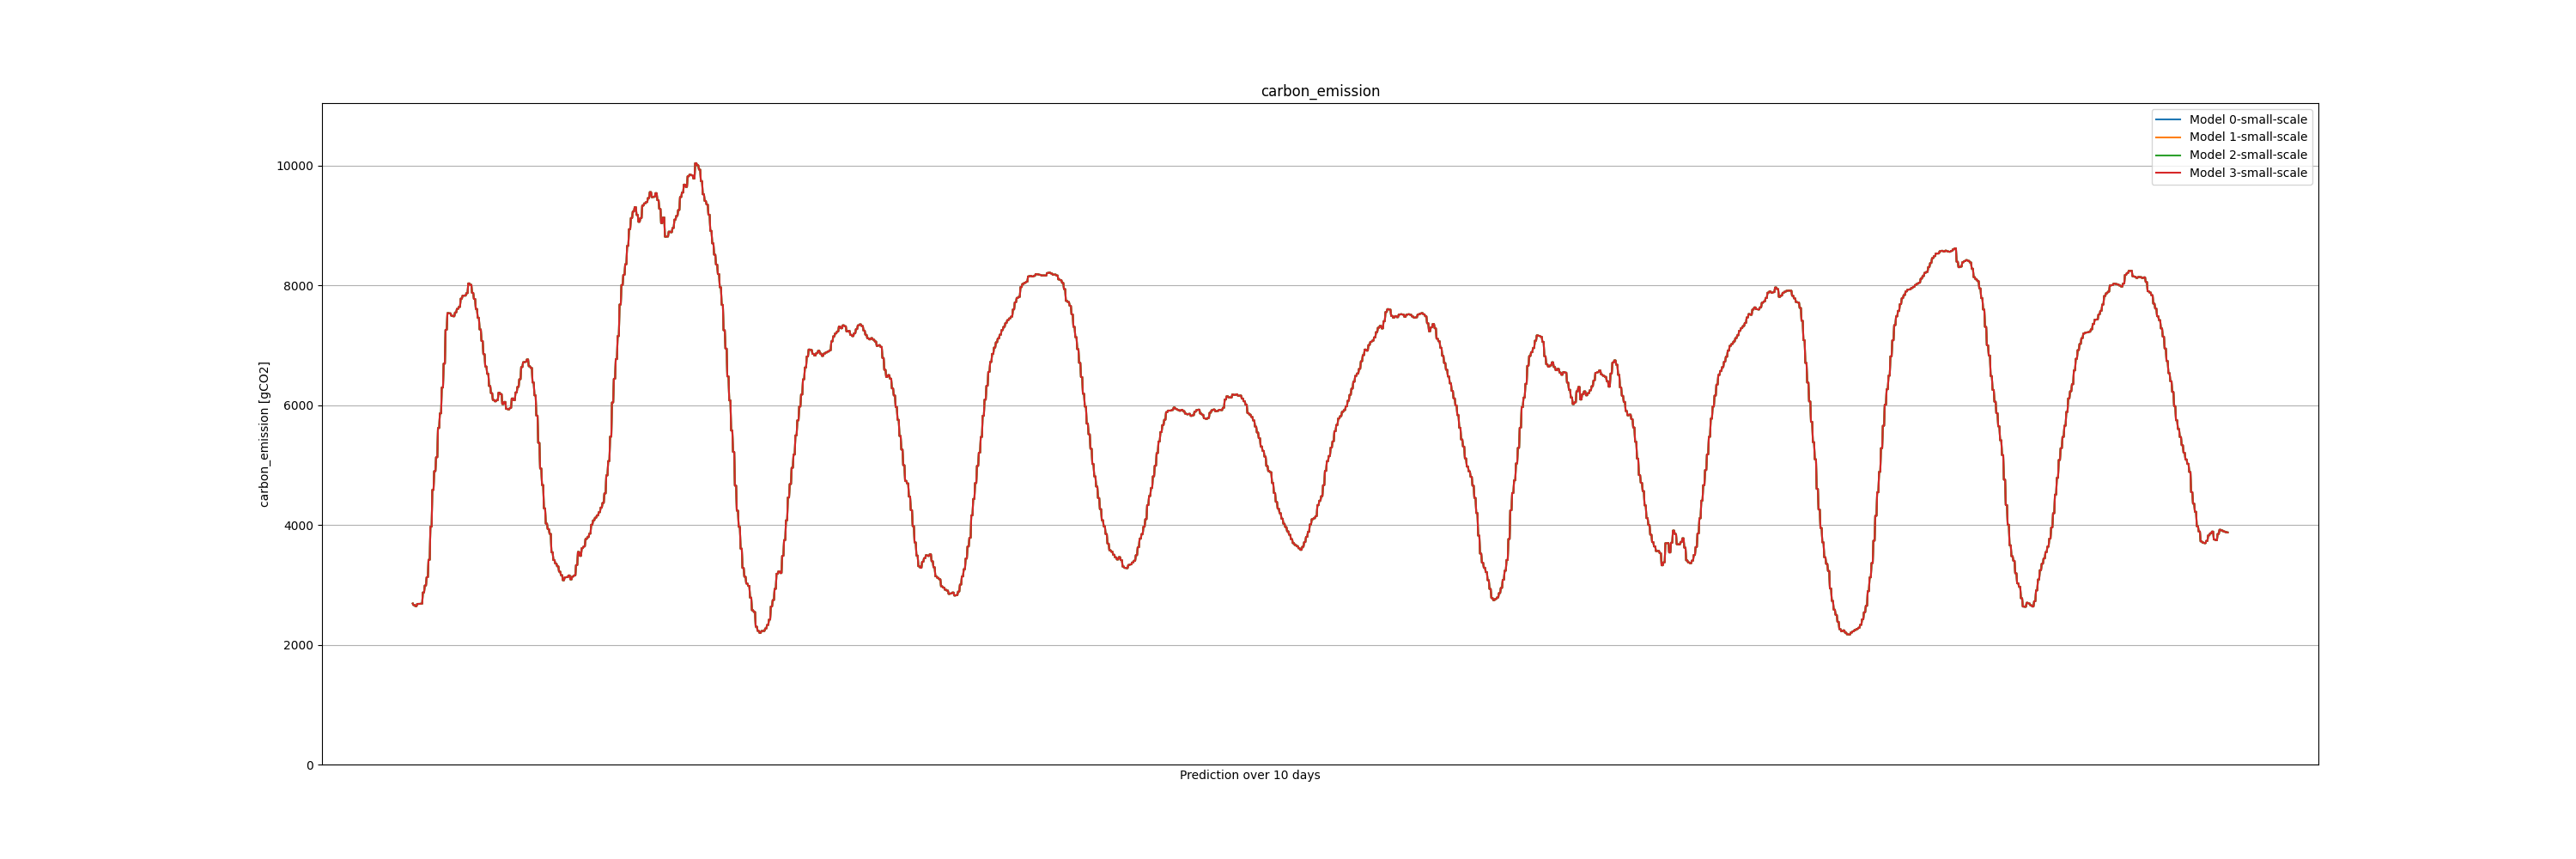 carbon_emission
Model 0-small-scale
Model 1-small-scale
Model 2-small-scale
Model 3-small-scale
10000
8000
6000
4000
2000
0
carbon_emission [gCO2]
Prediction over 10 days